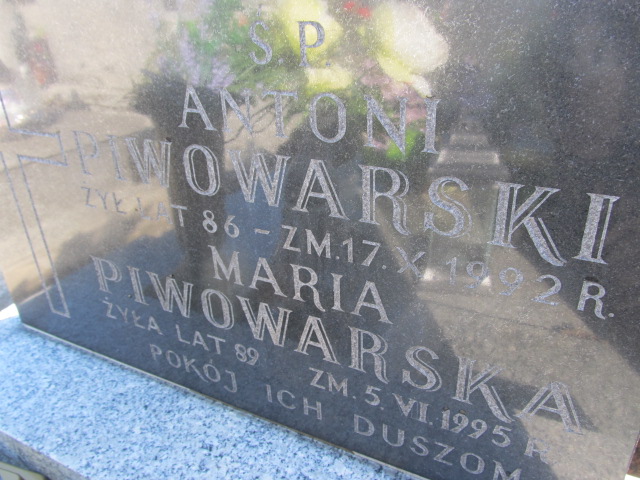 Ś.P
ANTONI
PIWOWARSKI
ŻYŁ LAT 86 - ZM.17.X.1992 R.
MARIA
PIWOWARSKA
ŻYŁA LAT 89 ZM.5.VI.1995 R
POKÓJ ICH DUSZOM